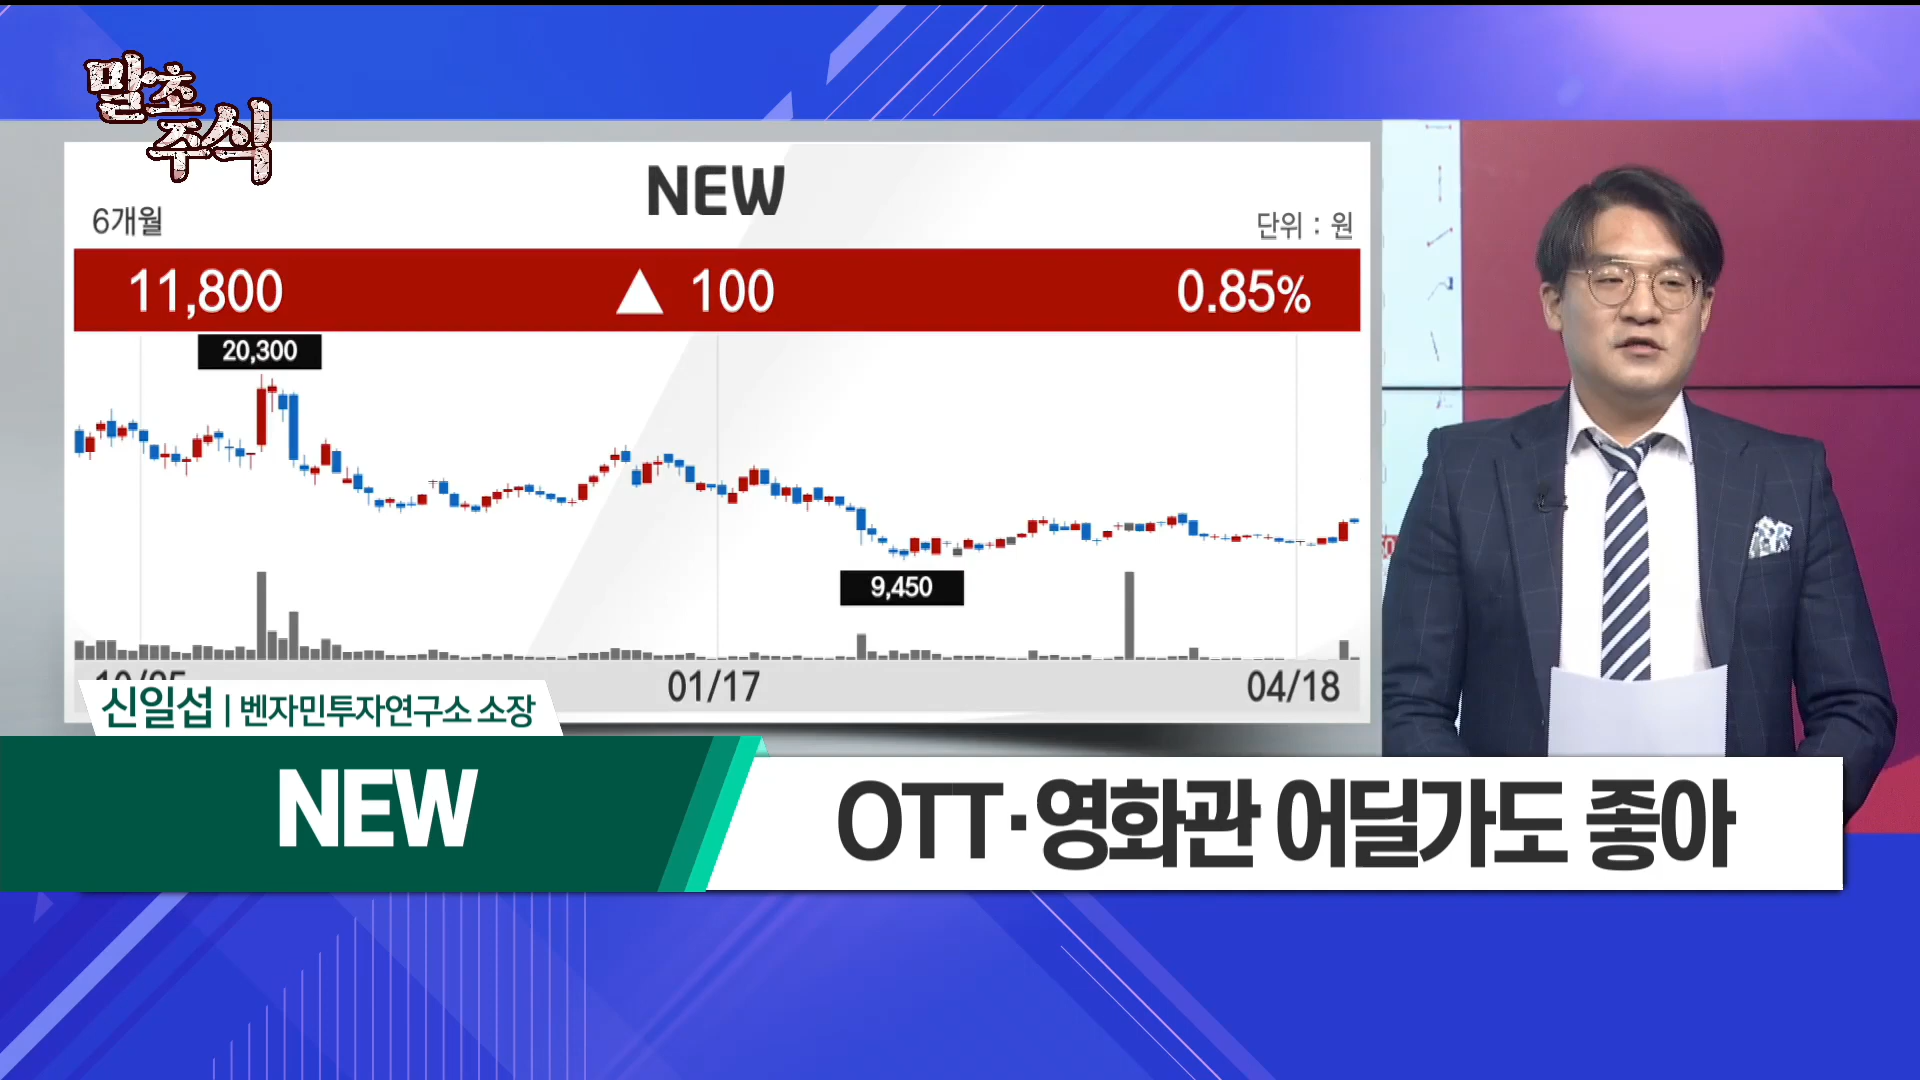 말초
주식
NEW
6개월
단위 : 원
11,800 ▲ 100 0.85%
20,300
9,450
01/17 04/18
신일섭 | 벤자민투자연구소 소장
NEW
OTT·영화관 어딜가도 좋아